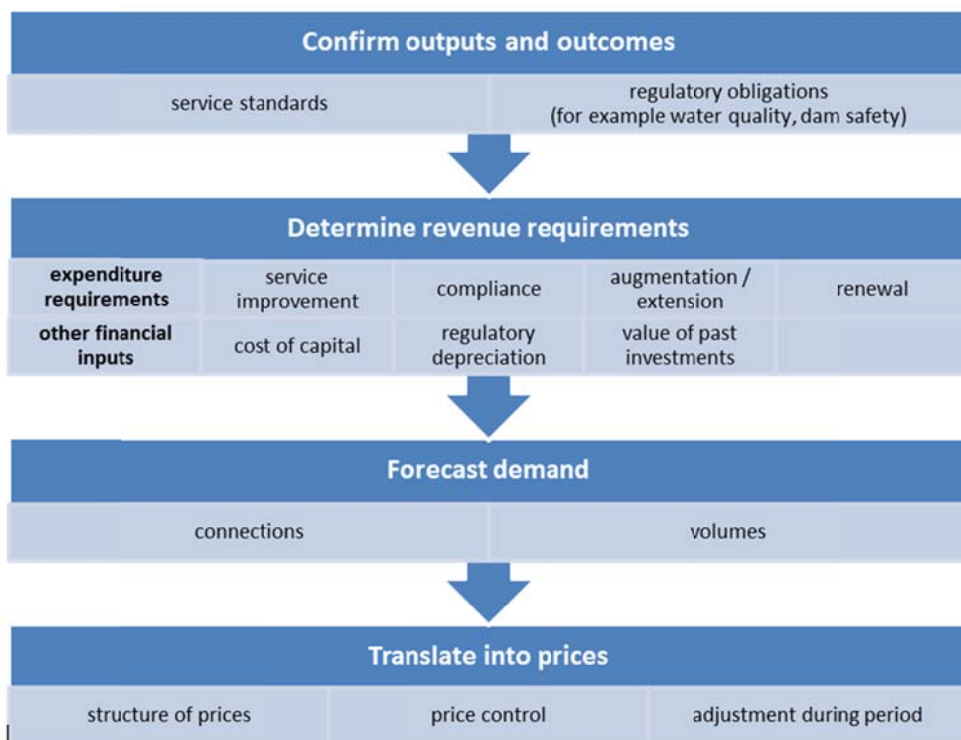 Confirm outputs and outcomes
service standards
regulatory obligations
(for example water quality, dam safety)
Determine revenue requirements
expenditure
requirements
service
improvement
compliance
augmentation /
extension
renewal
other financial
inputs
cost of capital
regulatory
depreciation
value of past
investments
Forecast demand
connections
volumes
Translate into prices
structure of prices
price control
adjustment during period